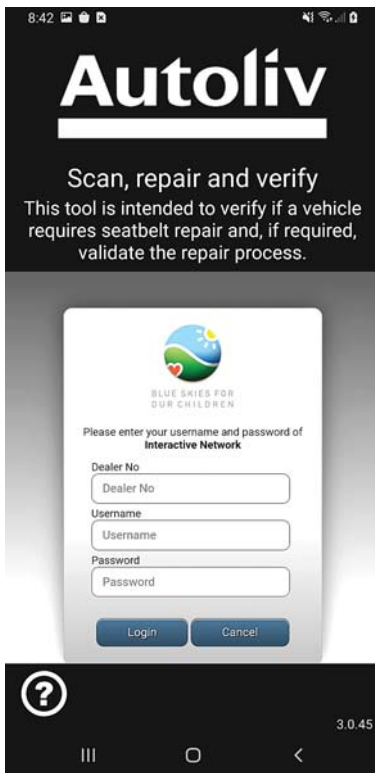 8:42
Autoliv
Scan, repair and verify
This tool is intended to verify if a vehicle
requires seatbelt repair and, if required,
validate the repair process.
BLUE SKIES FOR
OUR CHILDREN
Please enter your username and password of
Interactive Network
Dealer No
Dealer No
Username
Username
Password
Password
Login Cancel
?
3.0.45